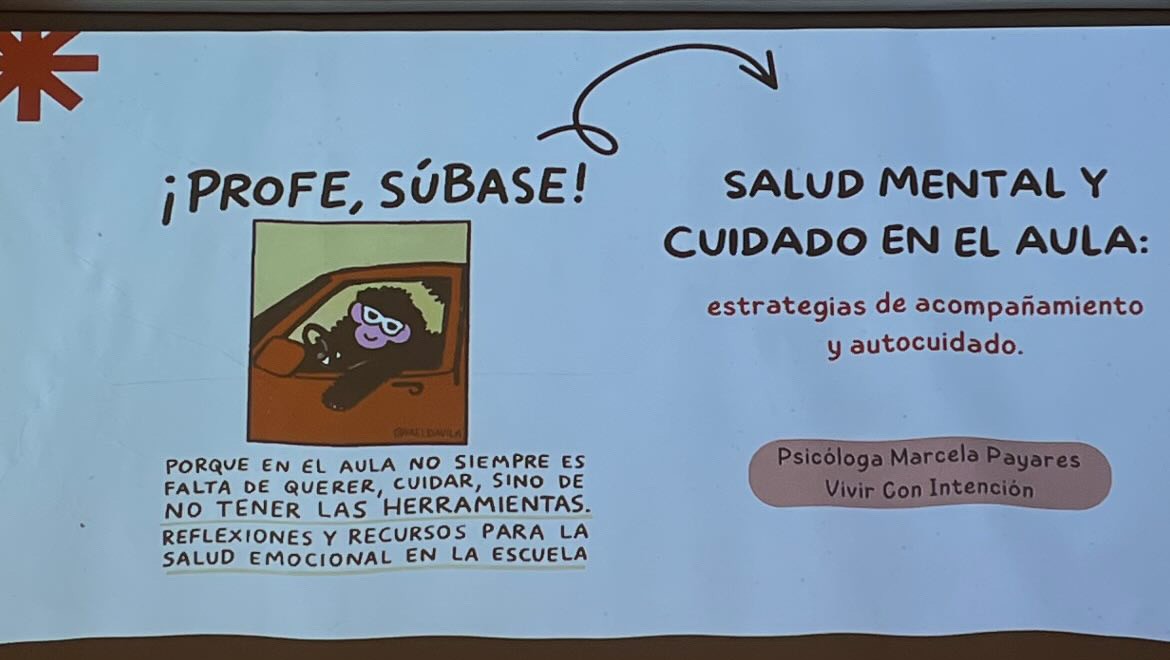 ¡PROFE, SÚBASE!
PORQUE EN EL AULA NO SIEMPRE ES
FALTA DE QUERER, CUIDAR, SINO DE
NO TENER LAS HERRAMIENTAS.
REFLEXIONES Y RECURSOS PARA LA
SALUD EMOCIONAL EN LA ESCUELA
SALUD MENTAL Y
CUIDADO EN EL AULA:
estrategias de acompañamiento
y autocuidado.
Psicóloga Marcela Payares
Vivir Con Intención